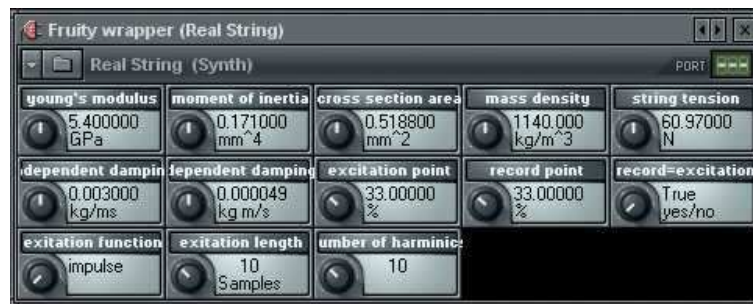 Fruity wrapper (Real String)
Real String (Synth)
PORT ---
young's modulus
5.400000
GPa
moment of inertia
0.171000
mm^4
cross section area
0.518800
mm^2
mass density
1140.000
kg/m^3
string tension
60.97000
N
dependent dampin
0.003000
kg/ms
dependent damping
0.000049
kg m/s
excitation point
33.00000
%
record point
33.00000
%
record=excitation
True
yes/no
exitation function
impulse
exitation length
10
Samples
umber of harminics
10